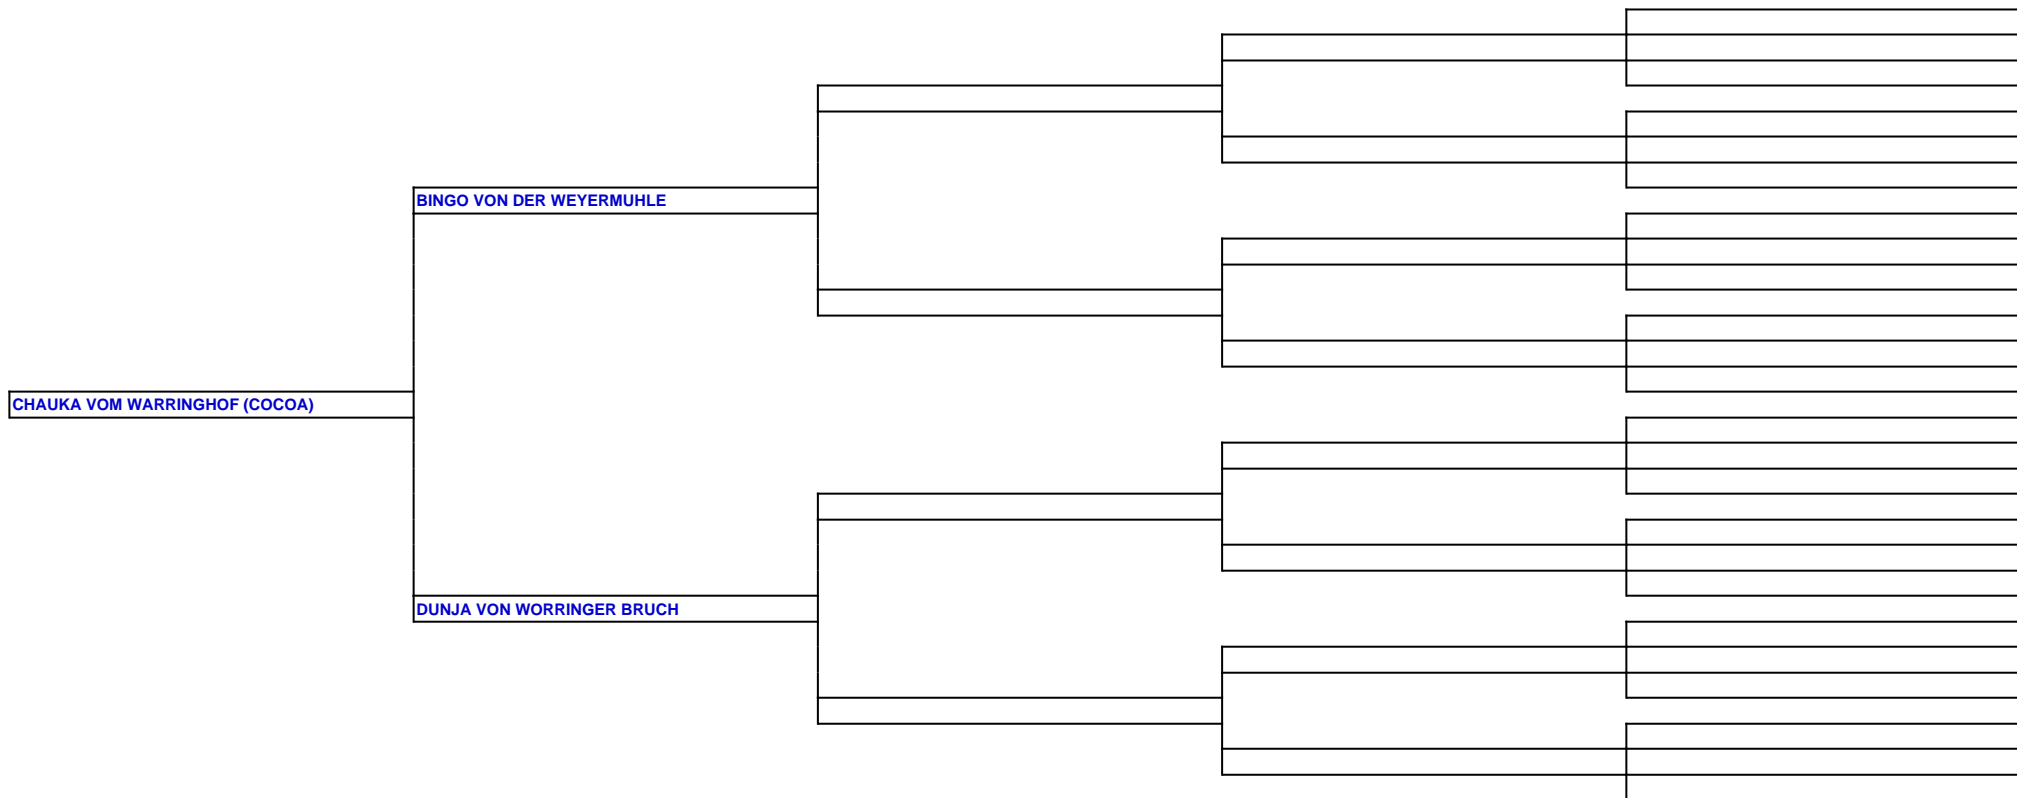 BINGO VON DER WEYERMUHLE
CHAUKA VOM WARRINGHOF (COCOA)
DUNJA VON WORRINGER BRUCH